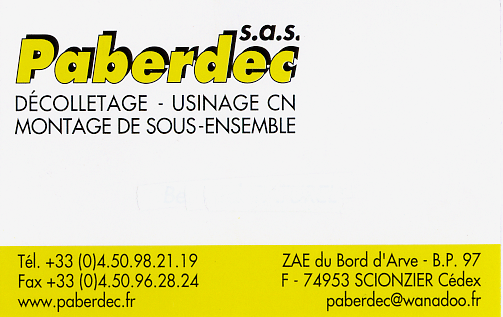 s.a.s.
Paberdec
DÉCOLLETAGE - USINAGE CN
MONTAGE DE SOUS-ENSEMBLE
Tél. +33 (0)4.50.98.21.19
Fax +33 (0)4.50.96.28.24
www.paberdec.fr
ZAE du Bord d'Arve - B.P. 97
F - 74953 SCIONZIER Cédex
paberdec@wanadoo.fr